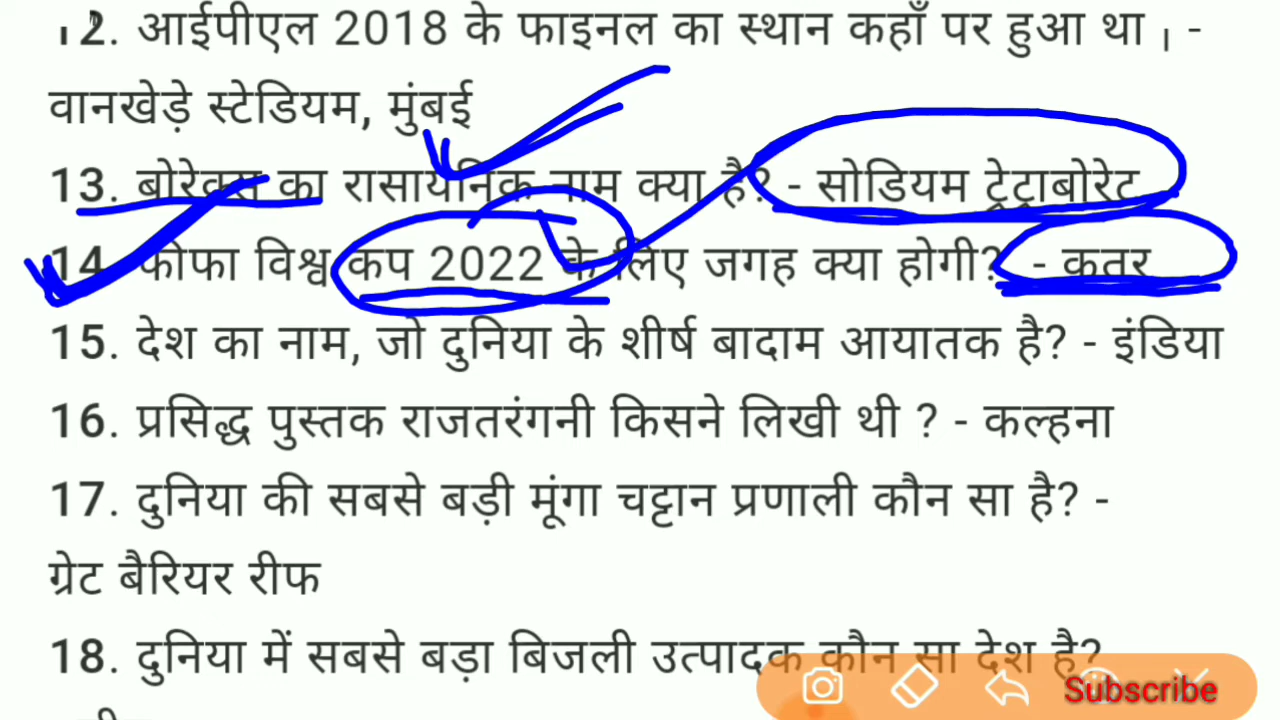 12. आईपीएल 2018 के फाइनल का स्थान कहाँ पर हुआ था । -
वानखेड़े स्टेडियम, मुंबई
13. बोरेक्स का रासायनिक नाम क्या है? - सोडियम ट्रेट्राबोरेट
14. फीफा विश्व कप 2022 के लिए जगह क्या होगी? - कतर
15. देश का नाम, जो दुनिया के शीर्ष बादाम आयातक है? - इंडिया
16. प्रसिद्ध पुस्तक राजतरंगनी किसने लिखी थी ? - कल्हना
17. दुनिया की सबसे बड़ी मूंगा चट्टान प्रणाली कौन सा है? -
ग्रेट बैरियर रीफ
18. दुनिया में सबसे बड़ा बिजली उत्पादक कौन सा देश है?
Subscribe